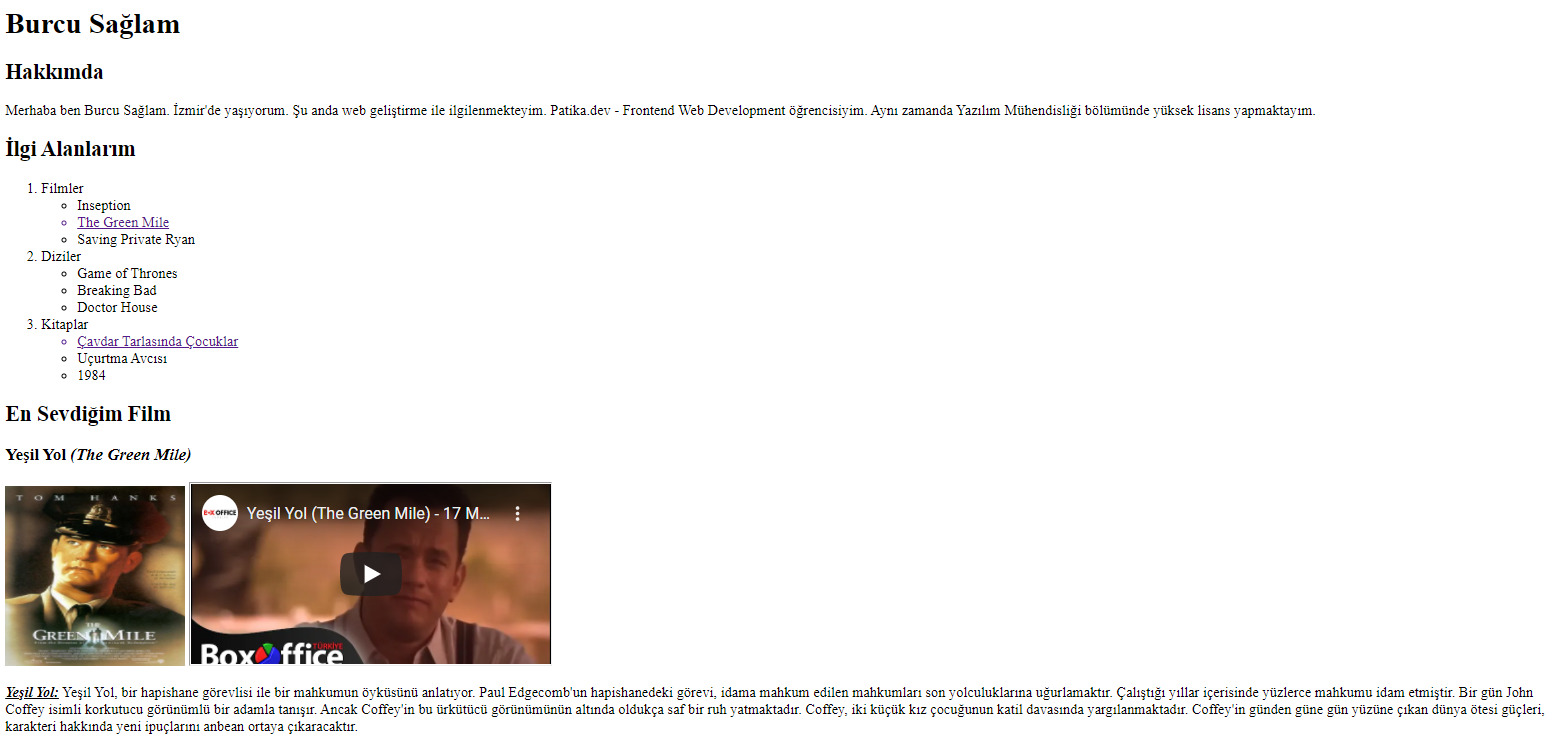 Burcu Sağlam
Hakkımda
Merhaba ben Burcu Sağlam. İzmir'de yaşıyorum. Şu anda web geliştirme ile ilgilenmekteyim. Patika.dev - Frontend Web Development öğrencisiyim. Aynı zamanda Yazılım Mühendisliği bölümünde yüksek lisans yapmaktayım.
İlgi Alanlarım
1. Filmler
Inseption
The Green Mile
Saving Private Ryan
2. Diziler
Game of Thrones
Breaking Bad
Doctor House
3. Kitaplar
Çavdar Tarlasında Çocuklar
Uçurtma Avcısı
1984
En Sevdiğim Film
Yeşil Yol (The Green Mile)
TOM HANKS
THE
GREEN MILE
BOX OFFICE
Yeşil Yol (The Green Mile) - 17 M...
TÜRKİYE
Box ffice
Yeşil Yol: Yeşil Yol, bir hapishane görevlisi ile bir mahkumun öyküsünü anlatıyor. Paul Edgecomb'un hapishanedeki görevi, idama mahkum edilen mahkumları son yolculuklarına uğurlamaktır. Çalıştığı yıllar içerisinde yüzlerce mahkumu idam etmiştir. Bir gün John
Coffey isimli korkutucu görünümlü bir adamla tanışır. Ancak Coffey'in bu ürkütücü görünümünün altında oldukça saf bir ruh yatmaktadır. Coffey, iki küçük kız çocuğunun katil davasında yargılanmaktadır. Coffey'in günden güne gün yüzüne çıkan dünya ötesi güçleri,
karakteri hakkında yeni ipuçlarını anbean ortaya çıkaracaktır.